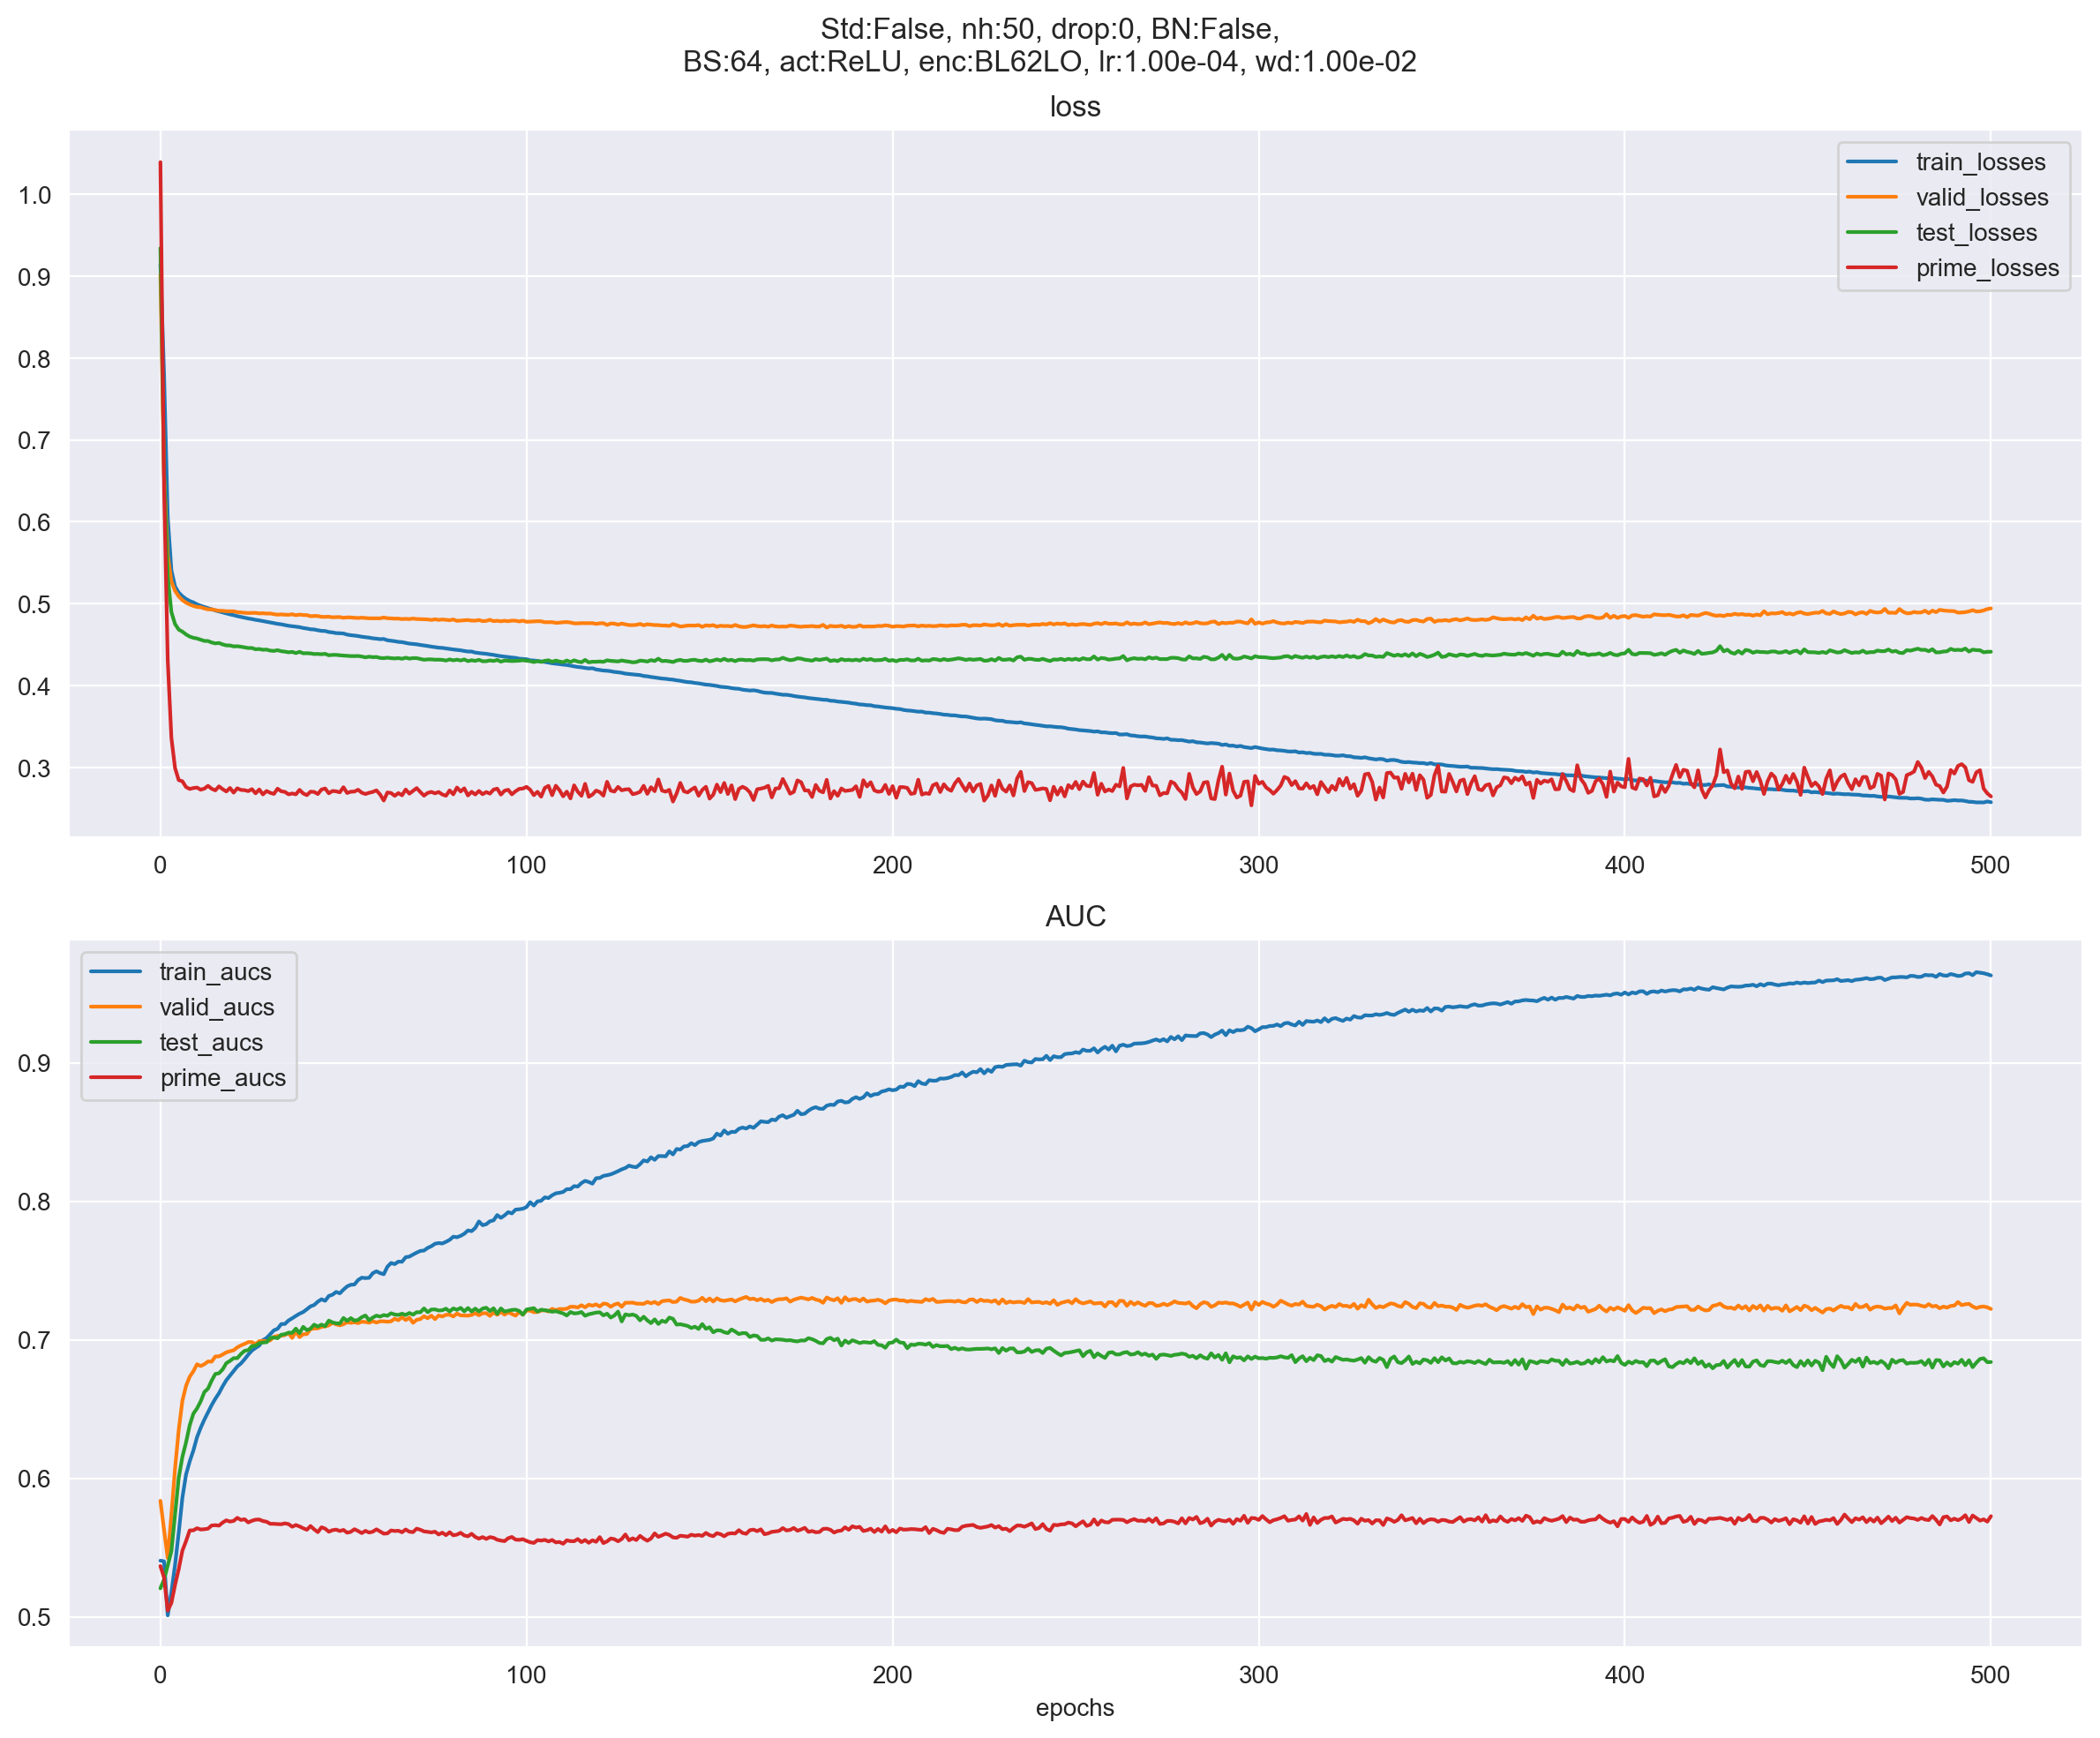 Std:False, nh:50, drop:0, BN:False,
BS:64, act:ReLU, enc:BL62LO, lr:1.00e-04, wd:1.00e-02
loss
train_losses
valid_losses
test_losses
prime_losses
1.0
0.9
0.8
0.7
0.6
0.5
0.4
0.3
0 100 200 300 400 500
AUC
train_aucs
valid_aucs
test_aucs
prime_aucs
0.9
0.8
0.7
0.6
0.5
0 100 200 300 400 500
epochs